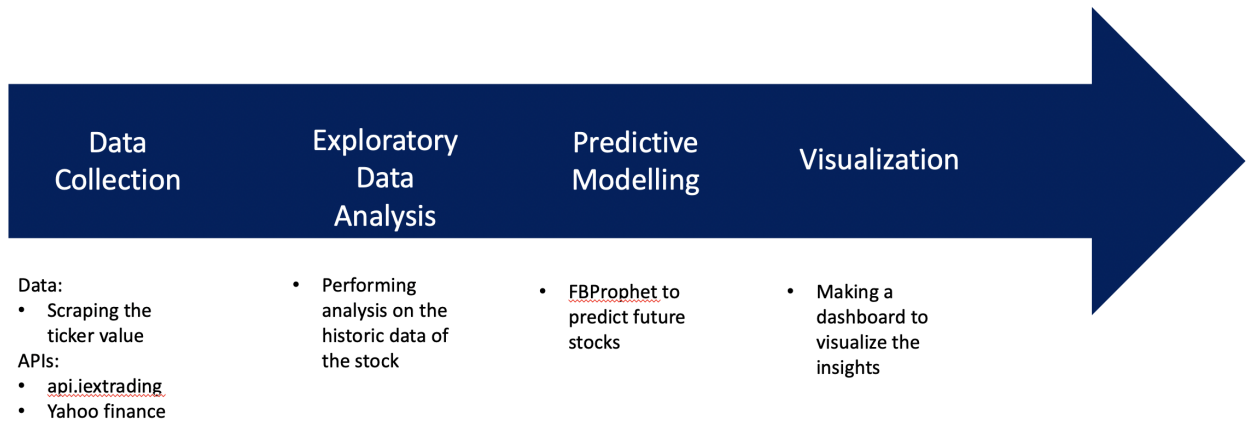 Data
Collection
Exploratory
Data
Analysis
Predictive
Modelling
Visualization
Data:
• Scraping the
ticker value
APIs:
• api.iextrading
• Yahoo finance
• Performing
analysis on the
historic data of
the stock
• FBProphet to
predict future
stocks
• Making a
dashboard to
visualize the
insights